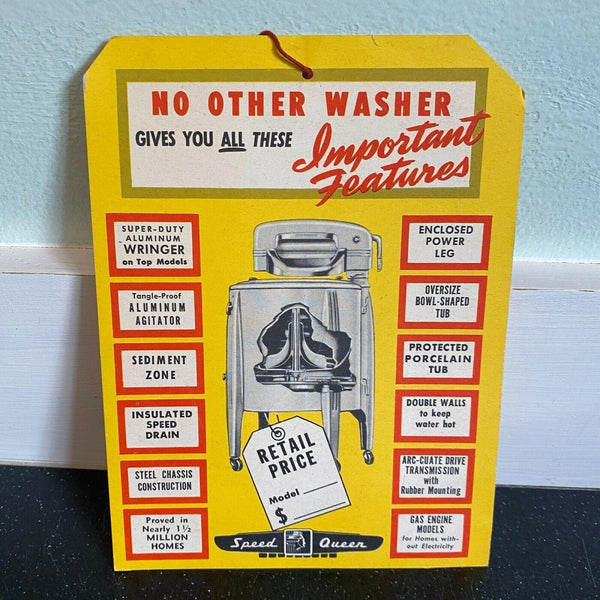 NO OTHER WASHER
GIVES YOU ALL THESE
Important
Features
SUPER-DUTY
ALUMINUM
WRINGER
on Top Models
Tangle-Proof
ALUMINUM
AGITATOR
SEDIMENT
ZONE
INSULATED
SPEED
DRAIN
STEEL CHASSIS
CONSTRUCTION
Proved in
Nearly 1½
MILLION
HOMES
ENCLOSED
POWER
LEG
OVERSIZE
BOWL-SHAPED
TUB
PROTECTED
PORCELAIN
TUB
DOUBLE WALLS
to keep
water hot
ARC-CUATE DRIVE
TRANSMISSION
with
Rubber Mounting
GAS ENGINE
MODELS
for Homes with-
out Electricity
RETAIL
PRICE
Model
$
Speed Queen